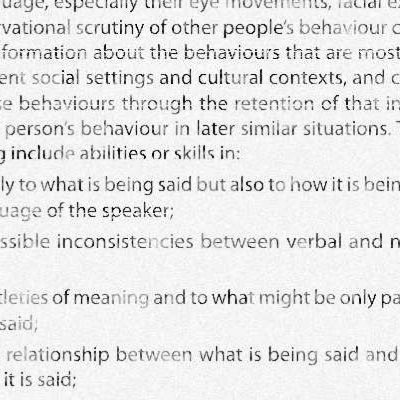 uage, especially their eye movements, facial ex
vational scrutiny of other people's behaviour
formation about the behaviours that are most
ent social settings and cultural contexts, and c
se behaviours through the retention of that in
person's behaviour in later similar situations.
g include abilities or skills in:
ly to what is being said but also to how it is bein
uage of the speaker;
ssible inconsistencies between verbal and n
tleties of meaning and to what might be only pa
said;
relationship between what is being said and
it is said;